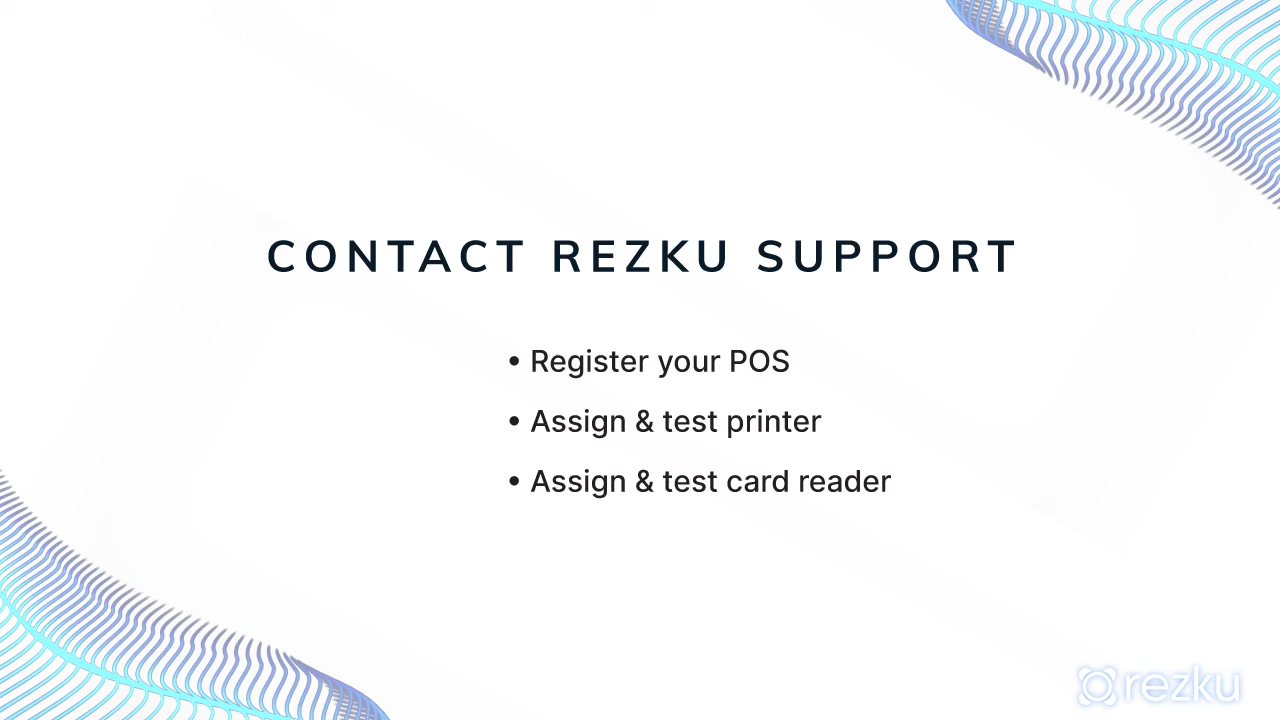 CONTACT REZKU SUPPORT
• Register your POS
• Assign & test printer
• Assign & test card reader
rezku